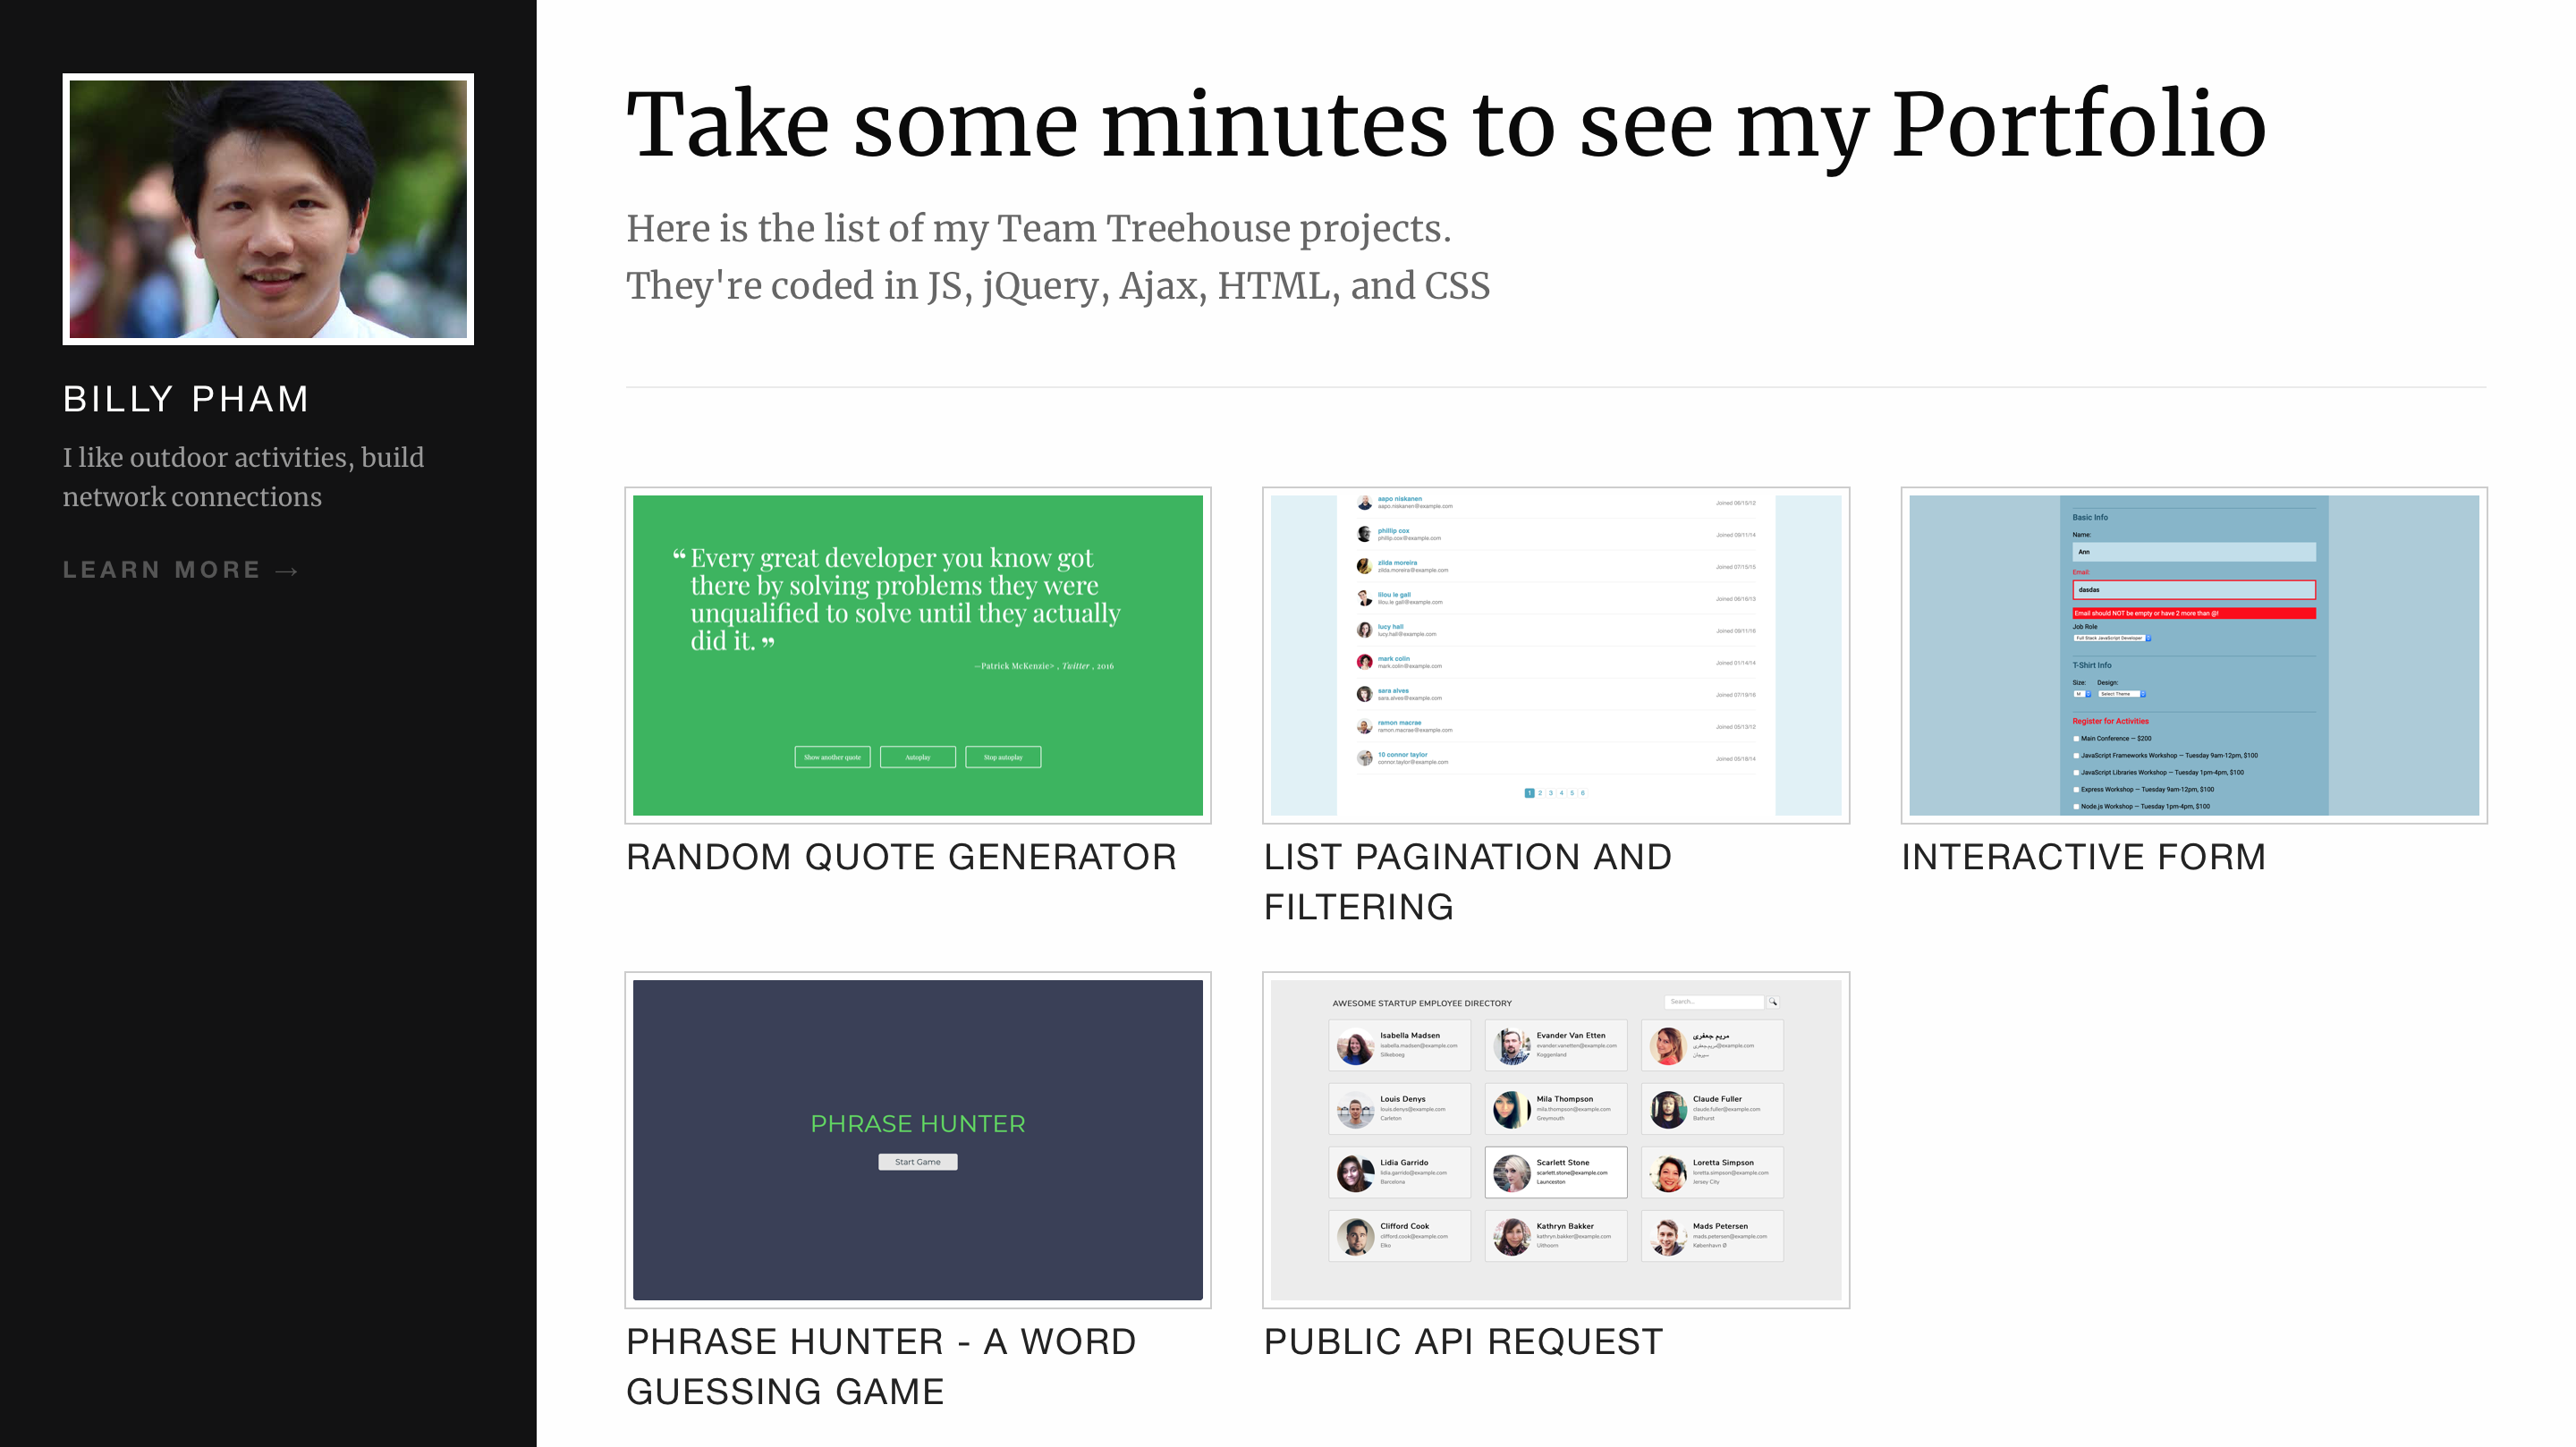 BILLY PHAM
I like outdoor activities, build
network connections
LEARN MORE →
Take some minutes to see my Portfolio
Here is the list of my Team Treehouse projects.
They're coded in JS, jQuery, Ajax, HTML, and CSS
“ Every great developer you know got
there by solving problems they were
unqualified to solve until they actually
did it. ”
—Patrick McKenzie> , Twitter , 2016
Show another quote Autoplay Stop autoplay
RANDOM QUOTE GENERATOR
aapo niskanen
aapo.niskanen@example.com
Joined 06/15/12
phillip cox
phillip.cox@example.com
Joined 09/11/14
zilda moreira
zilda.moreira@example.com
Joined 07/15/15
lilou le gall
lilou.le gall@example.com
Joined 06/16/13
lucy hall
lucy.hall@example.com
Joined 09/11/16
mark colin
mark.colin@example.com
Joined 01/14/14
sara alves
sara.alves@example.com
Joined 07/19/16
ramon macrae
ramon.macrae@example.com
Joined 05/13/12
10 connor taylor
connor.taylor@example.com
Joined 05/18/14
1 2 3 4 5 6
LIST PAGINATION AND
FILTERING
Basic Info
Name:
Ann
Email:
dasdas
Email should NOT be empty or have 2 more than @!
Job Role
Full Stack JavaScript Developer
T-Shirt Info
Size: Design:
M Select Theme
Register for Activities
Main Conference — $200
JavaScript Frameworks Workshop — Tuesday 9am-12pm, $100
JavaScript Libraries Workshop — Tuesday 1pm-4pm, $100
Express Workshop — Tuesday 9am-12pm, $100
Node.js Workshop — Tuesday 1pm-4pm, $100
INTERACTIVE FORM
PHRASE HUNTER
Start Game
PHRASE HUNTER - A WORD
GUESSING GAME
AWESOME STARTUP EMPLOYEE DIRECTORY
Search...
Isabella Madsen
isabella.madsen@example.com
Silkeborg
Evander Van Etten
evander.vanetten@example.com
Koggenland
مریم جعفری
مریم.جعفری@example.com
سیرجان
Louis Denys
louis.denys@example.com
Carleton
Mila Thompson
mila.thompson@example.com
Greymouth
Claude Fuller
claude.fuller@example.com
Bathurst
Lidia Garrido
lidia.garrido@example.com
Barcelona
Scarlett Stone
scarlett.stone@example.com
Launceston
Loretta Simpson
loretta.simpson@example.com
Jersey City
Clifford Cook
clifford.cook@example.com
Elko
Kathryn Bakker
kathryn.bakker@example.com
Uithoorn
Mads Petersen
mads.petersen@example.com
København Ø
PUBLIC API REQUEST